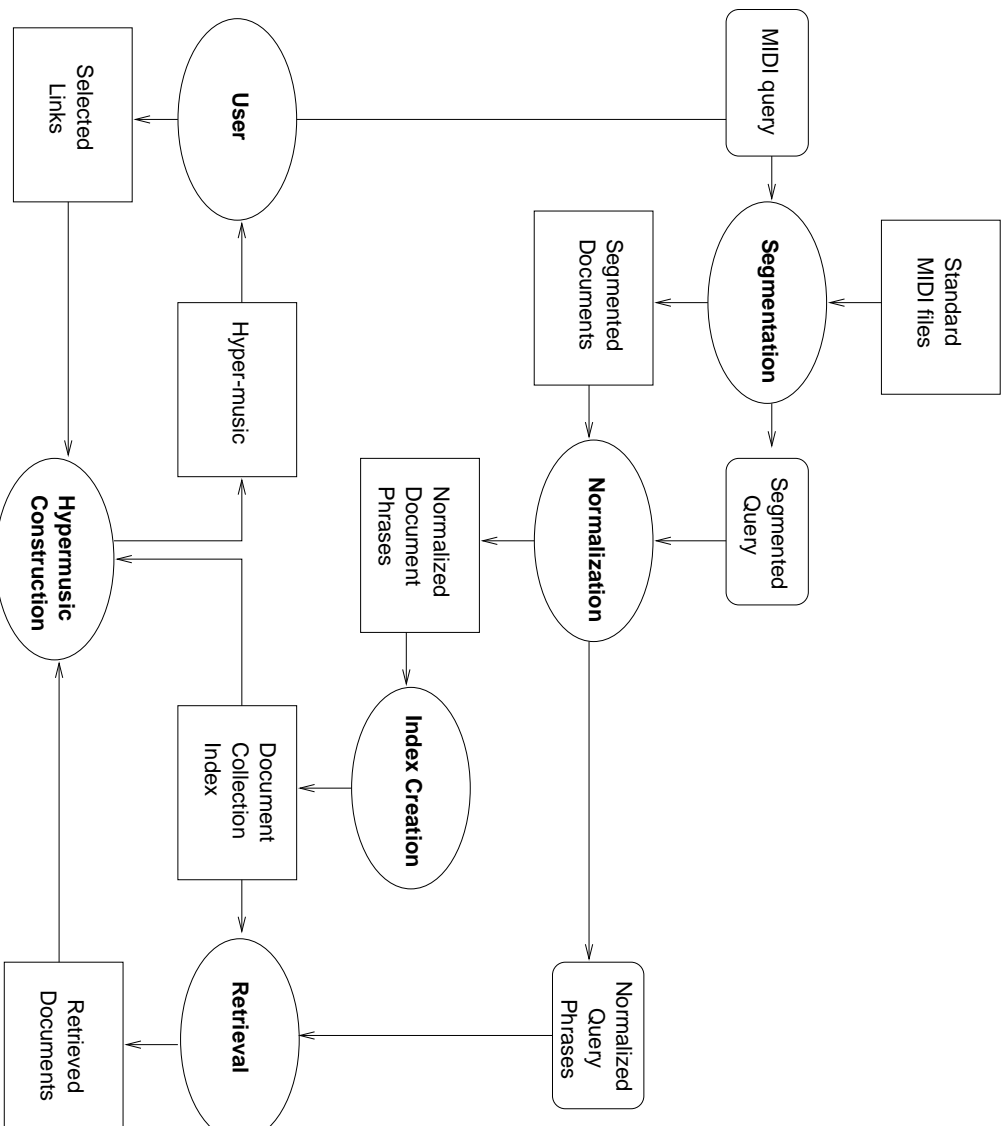 MIDI query
Standard
MIDI files
Segmentation
Segmented
Documents
Segmented
Query
User
Selected
Links
Hyper-music
Normalization
Normalized
Document
Phrases
Hypermusic
Construction
Index Creation
Document
Collection
Index
Normalized
Query
Phrases
Retrieval
Retrieved
Documents